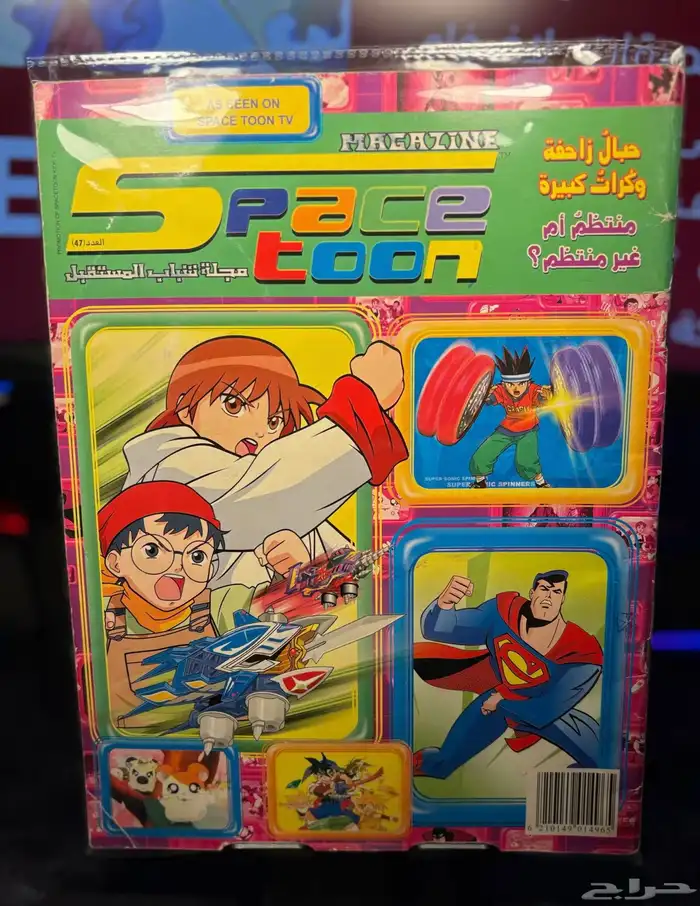 AS SEEN ON
SPACE TOON TV
MAGAZINE
SPACE
toon
TM
العدد (47)
مجلة شباب المستقبل
حبالٌ زاحفة
وكراتٌ كبيرة
منتظمٌ أم
غير منتظم؟
SUPER SONIC SPINNERS
6 210149 014965
حراج